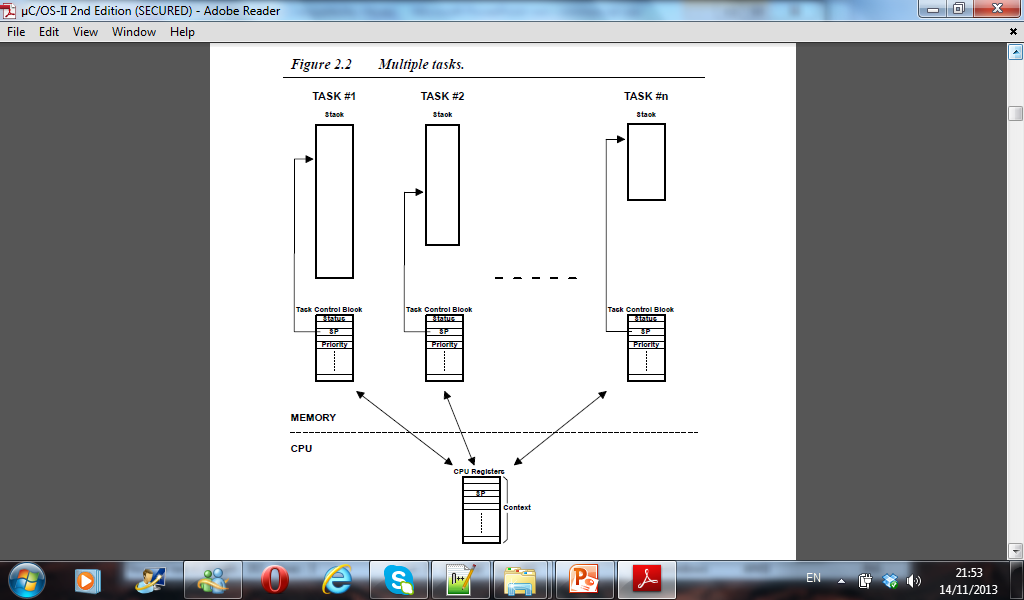 µC/OS-II 2nd Edition (SECURED) - Adobe Reader
File Edit View Window Help
Figure 2.2 Multiple tasks.
TASK #1 TASK #2 TASK #n
Stack Stack Stack
Task Control Block Task Control Block Task Control Block
Status Status Status
SP SP SP
Priority Priority Priority
MEMORY
CPU
CPU Registers
SP
Context
EN
21:53
14/11/2013